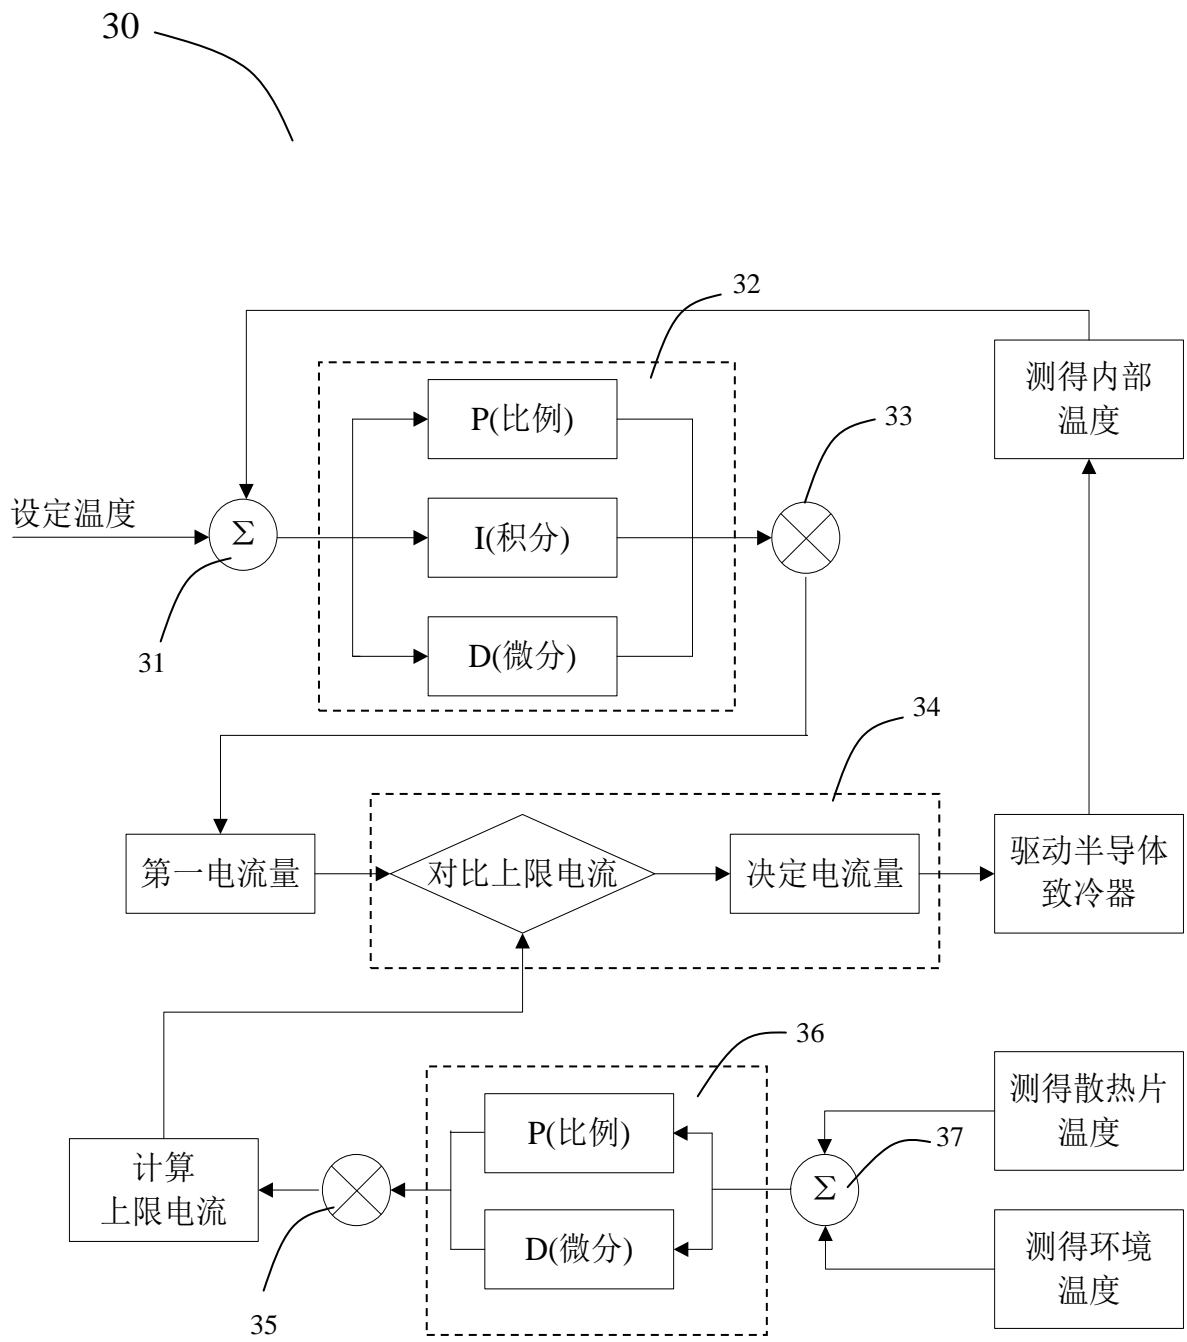 30
32
测得内部
温度
P(比例)
33
设定温度
Σ
I(积分)
31
D(微分)
34
第一电流量
对比上限电流
决定电流量
驱动半导体
致冷器
36
测得散热片
温度
P(比例)
37
计算
上限电流
Σ
D(微分)
测得环境
温度
35